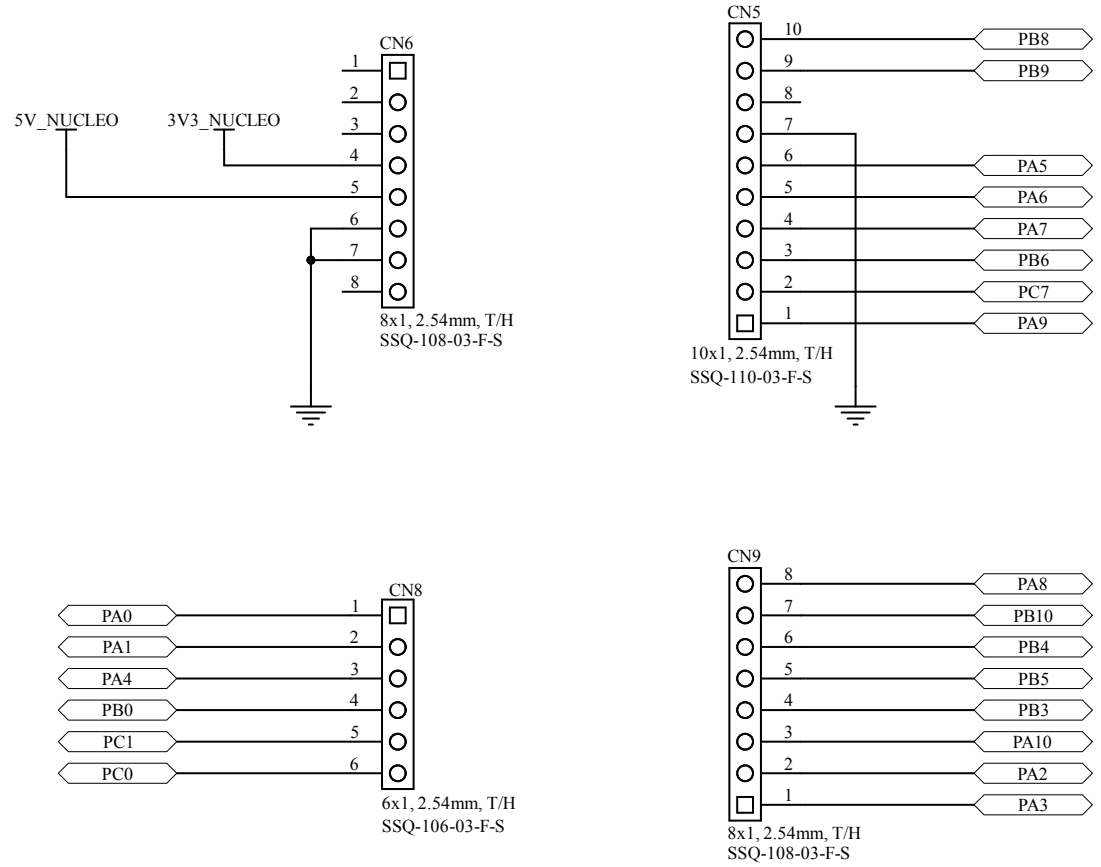 CN6
1
2
3
4
5
6
7
8
5V_NUCLEO
3V3_NUCLEO
8x1, 2.54mm, T/H
SSQ-108-03-F-S
CN5
10 PB8
9 PB9
8
7
6 PA5
5 PA6
4 PA7
3 PB6
2 PC7
1 PA9
10x1, 2.54mm, T/H
SSQ-110-03-F-S
CN8
PA0 1
PA1 2
PA4 3
PB0 4
PC1 5
PC0 6
6x1, 2.54mm, T/H
SSQ-106-03-F-S
CN9
8 PA8
7 PB10
6 PB4
5 PB5
4 PB3
3 PA10
2 PA2
1 PA3
8x1, 2.54mm, T/H
SSQ-108-03-F-S